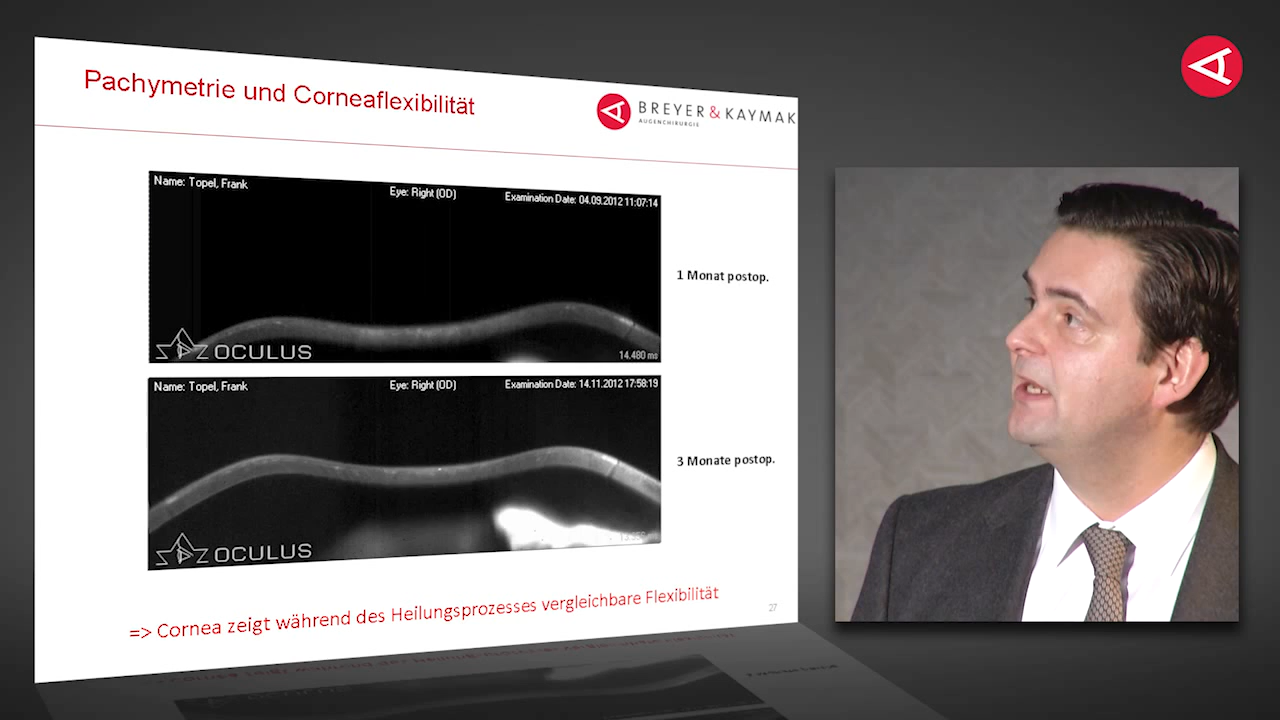 Pachymetrie und Corneaflexibilität
BREYER & KAYMAK
AUGENCHIRURGIE
Name: Topel, Frank
Eye: Right (OD)
Examination Date: 04.09.2012 11:07:14
1 Monat postop.
OCULUS
14.480 ms
Name: Topel, Frank
Eye: Right (OD)
Examination Date: 14.11.2012 17:58:19
3 Monate postop.
OCULUS
=> Cornea zeigt während des Heilungsprozesses vergleichbare Flexibilität
27